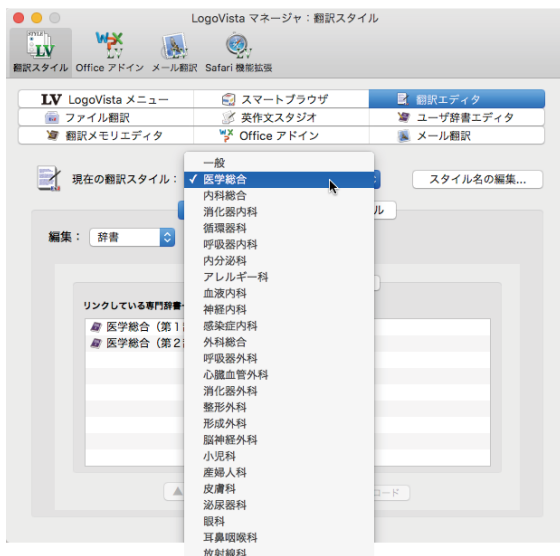 LogoVista マネージャ：翻訳スタイル
翻訳スタイル Office アドイン メール翻訳 Safari 機能拡張
LV LogoVista メニュー スマートブラウザ 翻訳エディタ
ファイル翻訳 英作文スタジオ ユーザ辞書エディタ
翻訳メモリエディタ Office アドイン メール翻訳
一般
現在の翻訳スタイル： ✓ 医学総合 スタイル名の編集...
内科総合
消化器内科 ル
循環器科
編集： 辞書 呼吸器内科
内分泌科
アレルギー科
血液内科
リンクしている専門辞書 神経内科
医学総合（第1 感染症内科
医学総合（第2 外科総合
呼吸器外科
心臓血管外科
消化器外科
整形外科
形成外科
脳神経外科
小児科
産婦人科
皮膚科 ード
泌尿器科
眼科
耳鼻咽喉科
放射線科